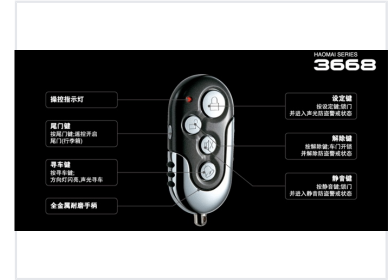 HAOMAI SERIES
3668
操控指示灯
尾门键
按尾门键;遥控开启
尾门(行李箱)
寻车键
按寻车键;
方向灯闪亮,声光寻车
全金属耐磨手柄
设定键
按设定键;锁门
并进入声光防盗警戒状态
解除键
按解除键;车门开锁
并解除防盗警戒状态
静音键
按静音键;锁门
并进入静音防盗警戒状态